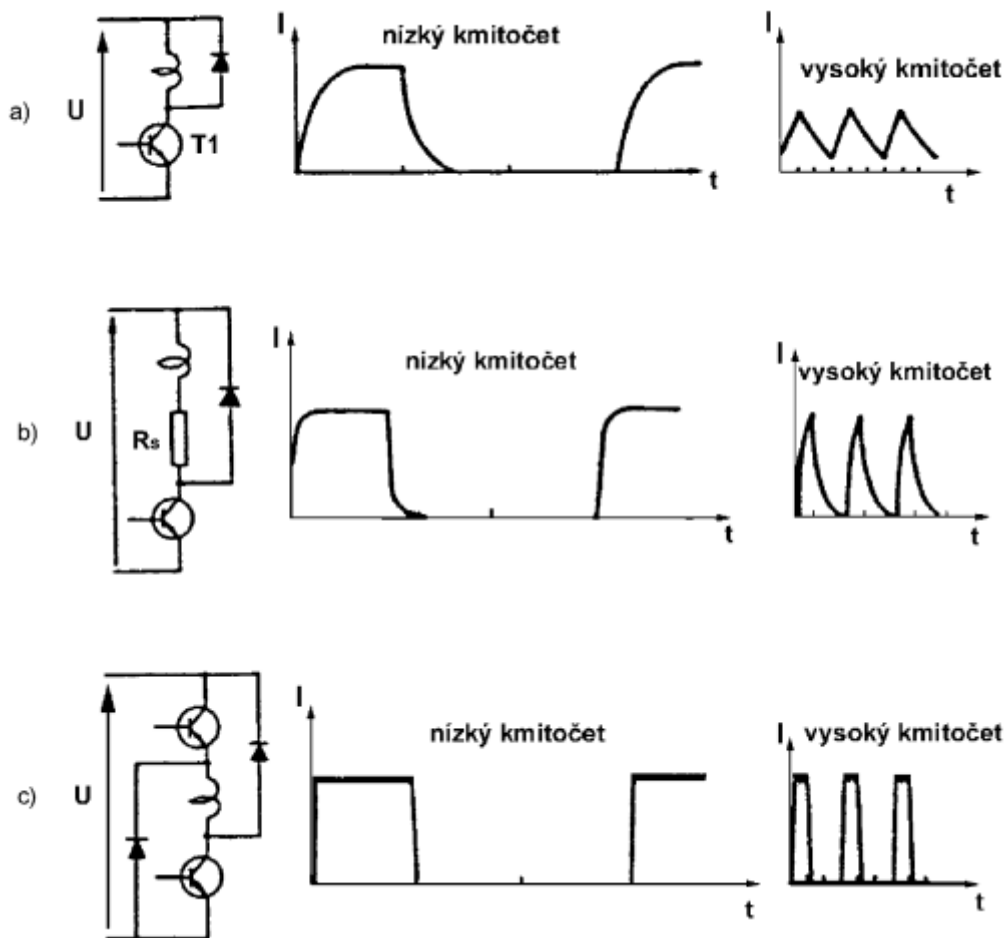 a)
U
T1
I
nízký kmitočet
t
vysoký kmitočet
t
b)
U
Rs
I
nízký kmitočet
t
I
vysoký kmitočet
t
c)
U
I
nízký kmitočet
t
I
vysoký kmitočet
t